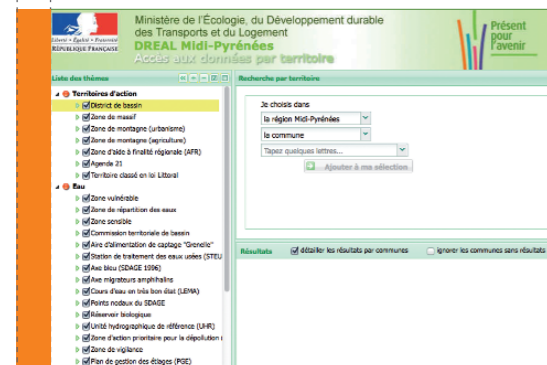 Liberté • Égalité • Fraternité
RÉPUBLIQUE FRANÇAISE
Ministère de l'Écologie, du Développement durable
des Transports et du Logement
DREAL Midi-Pyrénées
Accès aux données par territoire
Présent
pour
l'avenir
Liste des thèmes
Recherche par territoire
Territoires d'action
District de bassin
Zone de massif
Zone de montagne (urbanisme)
Zone de montagne (agriculture)
Zone d'aide à finalité régionale (AFR)
Agenda 21
Territoire classé en loi Littoral
Eau
Zone vulnérable
Zone de répartition des eaux
Zone sensible
Commission territoriale de bassin
Aire d'alimentation de captage "Grenelle"
Station de traitement des eaux usées (STEU
Axe bleu (SDAGE 1996)
Axe migrateurs amphihalins
Cours d'eau en très bon état (LEMA)
Points nodaux du SDAGE
Réservoir biologique
Unité hydrographique de référence (UHR)
Zone d'action prioritaire pour la dépollution
Zone de vigilance
Plan de gestion des étiages (PGE)
Je choisis dans
la région Midi-Pyrénées
la commune
Tapez quelques lettres...
Ajouter à ma sélection
Résultats
détailler les résultats par communes
ignorer les communes sans résultats